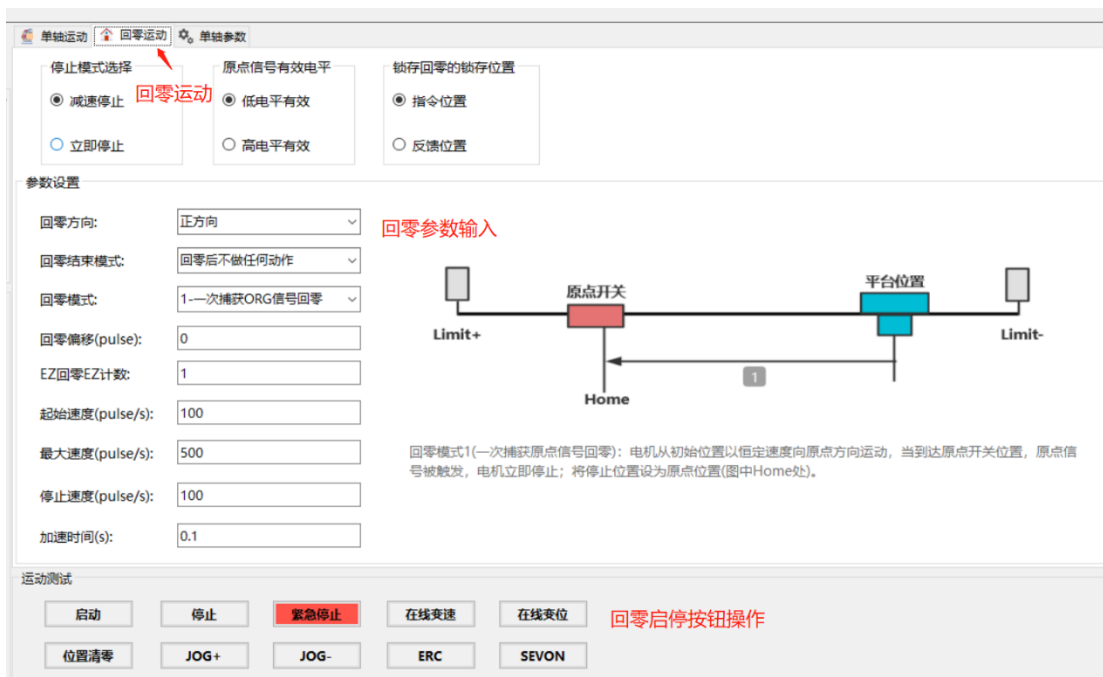 单轴运动 回零运动 单轴参数
停止模式选择 原点信号有效电平 锁存回零的锁存位置
回零运动
减速停止 低电平有效 指令位置
立即停止 高电平有效 反馈位置
参数设置
回零方向: 正方向
回零参数输入
回零结束模式: 回零后不做任何动作
回零模式: 1-一次捕获ORG信号回零
回零偏移(pulse): 0
EZ回零EZ计数: 1
起始速度(pulse/s): 100
最大速度(pulse/s): 500
停止速度(pulse/s): 100
加速时间(s): 0.1
原点开关 平台位置
Limit+ Limit-
1
Home
回零模式1(一次捕获原点信号回零)：电机从初始位置以恒定速度向原点方向运动，当到达原点开关位置，原点信
号被触发，电机立即停止；将停止位置设为原点位置(图中Home处)。
运动测试
启动 停止 紧急停止 在线变速 在线变位
回零启停按钮操作
位置清零 JOG+ JOG- ERC SEVON